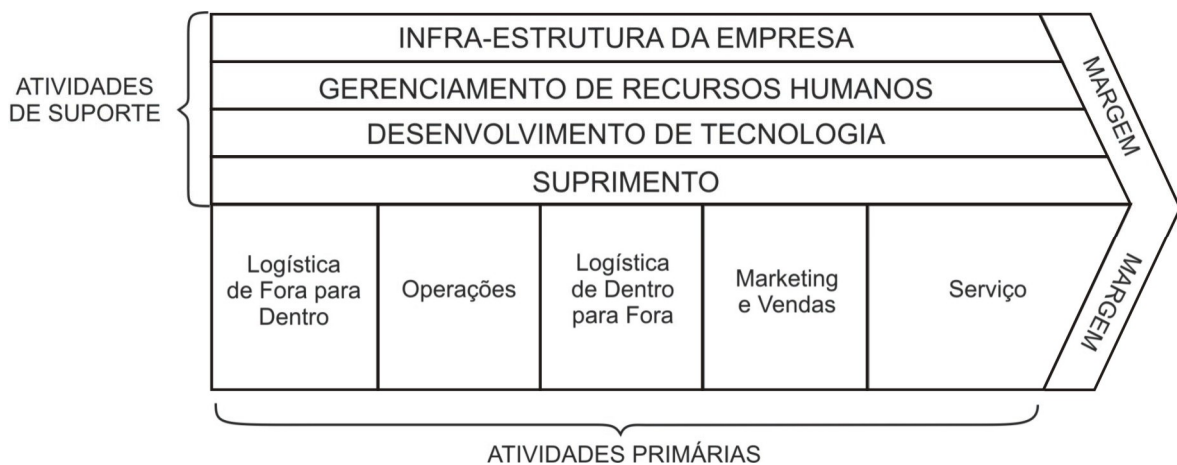 INFRA-ESTRUTURA DA EMPRESA
ATIVIDADES
DE SUPORTE
GERENCIAMENTO DE RECURSOS HUMANOS
DESENVOLVIMENTO DE TECNOLOGIA
SUPRIMENTO
MARGEM
Logística
de Fora para
Dentro
Operações
Logística
de Dentro
para Fora
Marketing
e Vendas
Serviço
MARGEM
ATIVIDADES PRIMÁRIAS